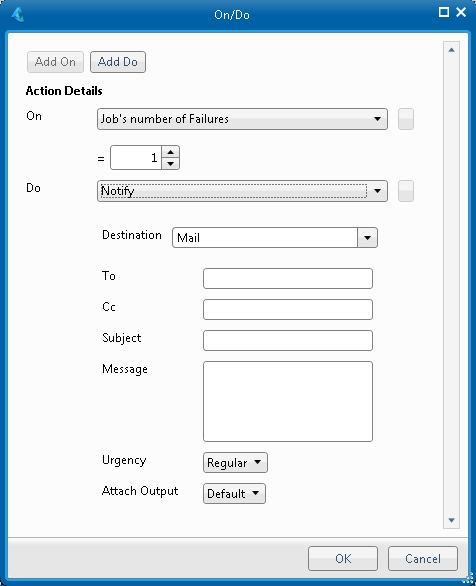 On/Do
Add On Add Do
Action Details
On Job's number of Failures
= 1
Do Notify
Destination Mail
To
Cc
Subject
Message
Urgency Regular
Attach Output Default
OK Cancel